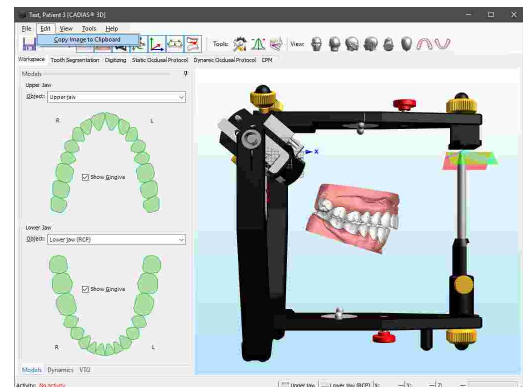 Test, Patient 3 [CADIAS® 3D]
File Edit View Tools Help
Copy Image to Clipboard
Tools: View:
Workspace Tooth Segmentation Digitizing Static Occlusal Protocol Dynamic Occlusal Protocol CPM
Models
Upper Jaw
Object: Upper jaw
R L
Show Gingiva
Lower Jaw
Object: Lower jaw (RCP)
Show Gingiva
R L
X
Models Dynamics VTO
Activity: No Activity Upper Jaw Lower Jaw (RCP) X: Y: Z: